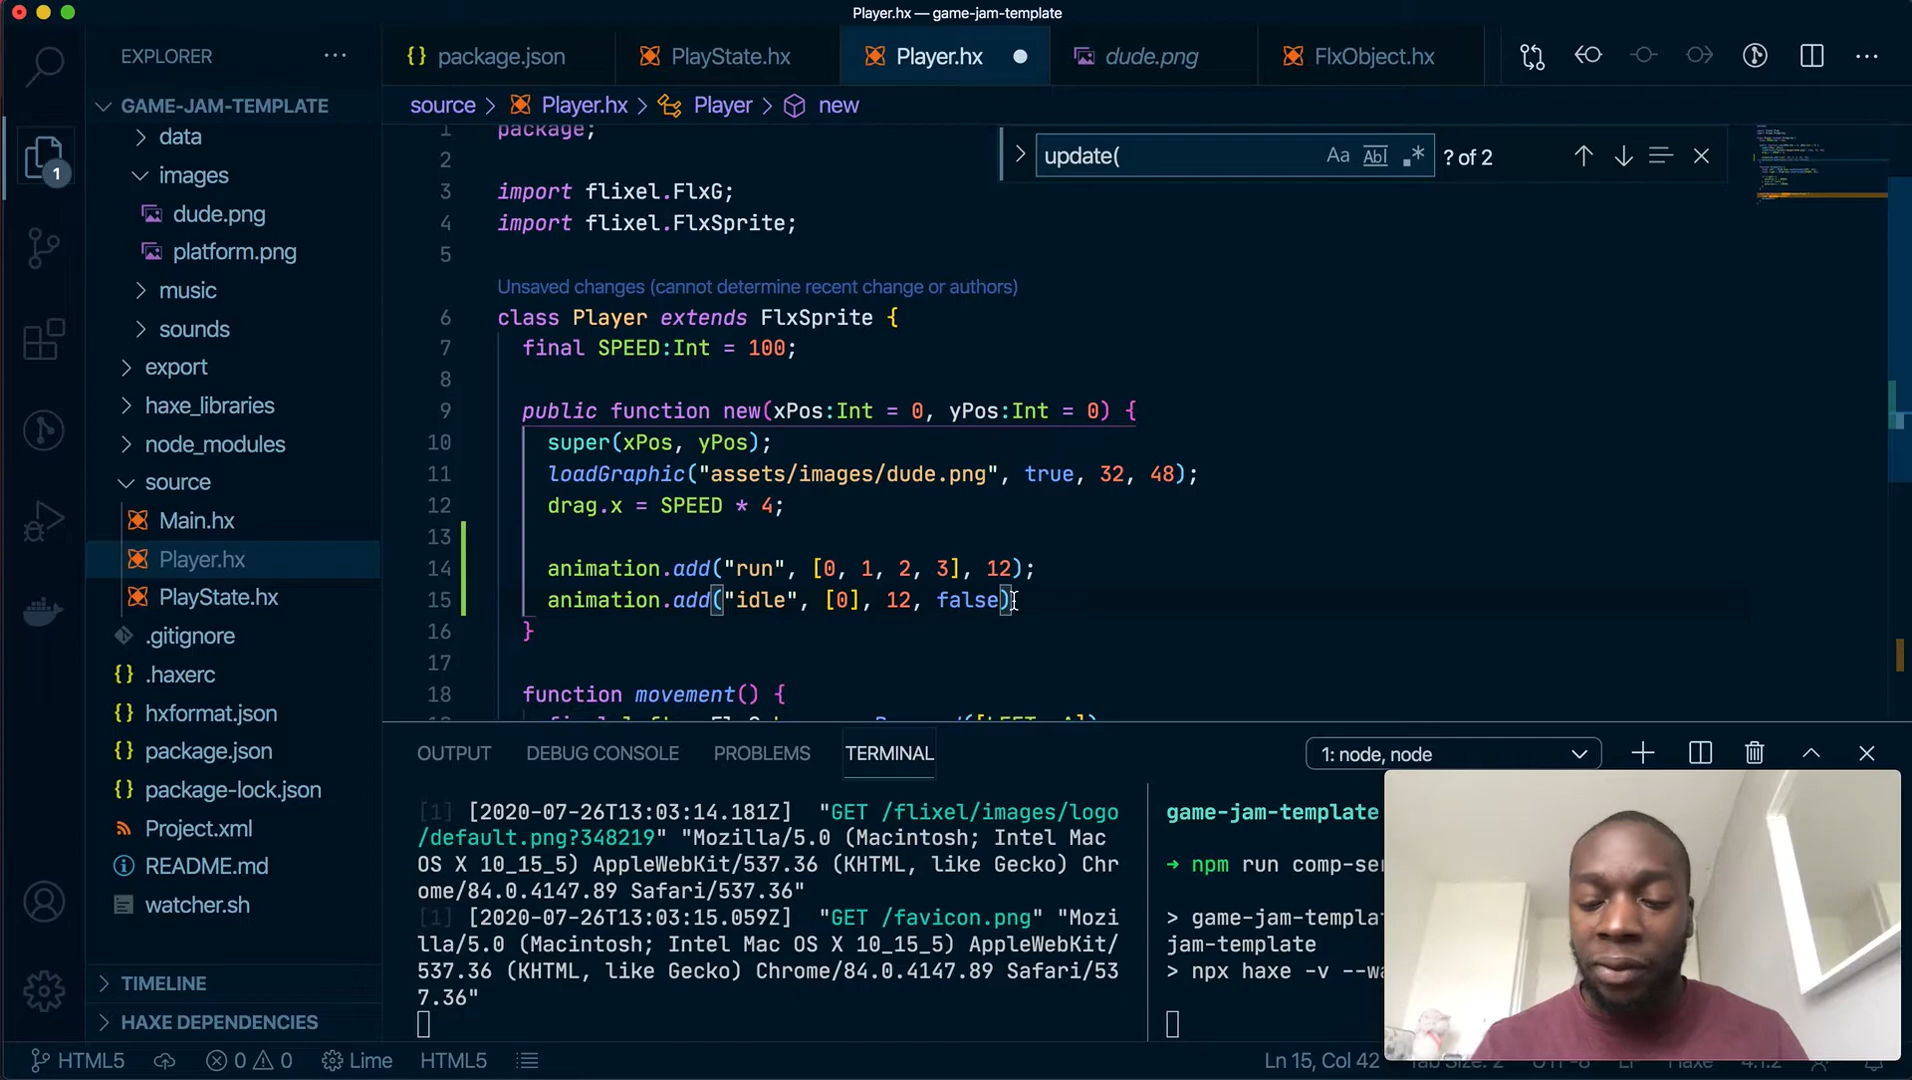 Player.hx — game-jam-template
EXPLORER
package.json
PlayState.hx
Player.hx
dude.png
FlxObject.hx
source > Player.hx > Player > new
GAME-JAM-TEMPLATE
data
images
dude.png
platform.png
music
sounds
export
haxe_libraries
node_modules
source
Main.hx
Player.hx
PlayState.hx
.gitignore
.haxerc
hxformat.json
package.json
package-lock.json
Project.xml
README.md
watcher.sh
TIMELINE
HAXE DEPENDENCIES
1
update(
Aa
Abl
.*
? of 2
1 package;
2
3 import flixel.FlxG;
4 import flixel.FlxSprite;
5
Unsaved changes (cannot determine recent change or authors)
6 class Player extends FlxSprite {
7 final SPEED:Int = 100;
8
9 public function new(xPos:Int = 0, yPos:Int = 0) {
10 super(xPos, yPos);
11 loadGraphic("assets/images/dude.png", true, 32, 48);
12 drag.x = SPEED * 4;
13
14 animation.add("run", [0, 1, 2, 3], 12);
15 animation.add("idle", [0], 12, false)
16 }
17
18 function movement() {
OUTPUT
DEBUG CONSOLE
PROBLEMS
TERMINAL
1: node, node
[1] [2020-07-26T13:03:14.181Z] "GET /flixel/images/logo
/default.png?348219" "Mozilla/5.0 (Macintosh; Intel Mac
OS X 10_15_5) AppleWebKit/537.36 (KHTML, like Gecko) Chr
ome/84.0.4147.89 Safari/537.36"
[1] [2020-07-26T13:03:15.059Z] "GET /favicon.png" "Mozi
lla/5.0 (Macintosh; Intel Mac OS X 10_15_5) AppleWebKit/
537.36 (KHTML, like Gecko) Chrome/84.0.4147.89 Safari/53
7.36"
game-jam-template
→ npm run comp-se
> game-jam-templa
jam-template
> npx haxe -v --w
HTML5
0
0
Lime
HTML5
Ln 15, Col 42